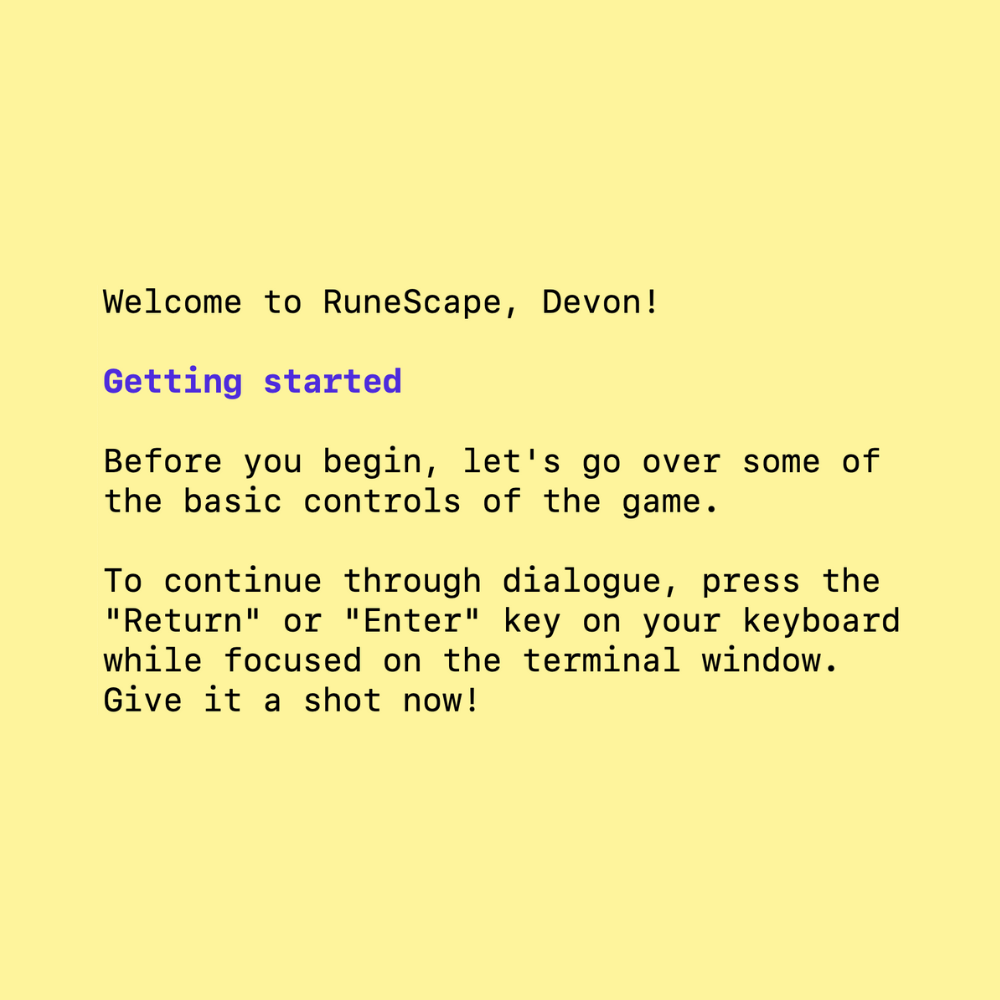 Welcome to RuneScape, Devon!
Getting started
Before you begin, let's go over some of
the basic controls of the game.
To continue through dialogue, press the
"Return" or "Enter" key on your keyboard
while focused on the terminal window.
Give it a shot now!